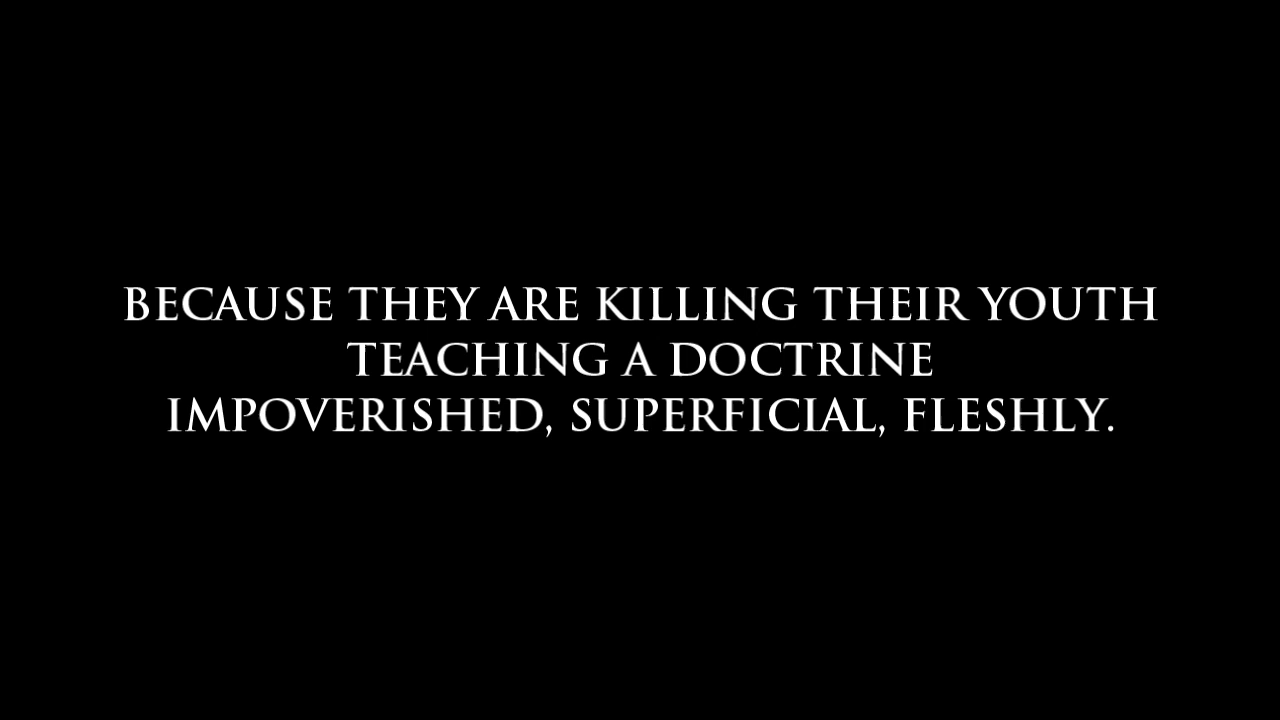 BECAUSE THEY ARE KILLING THEIR YOUTH
TEACHING A DOCTRINE
IMPOVERISHED, SUPERFICIAL, FLESHLY.